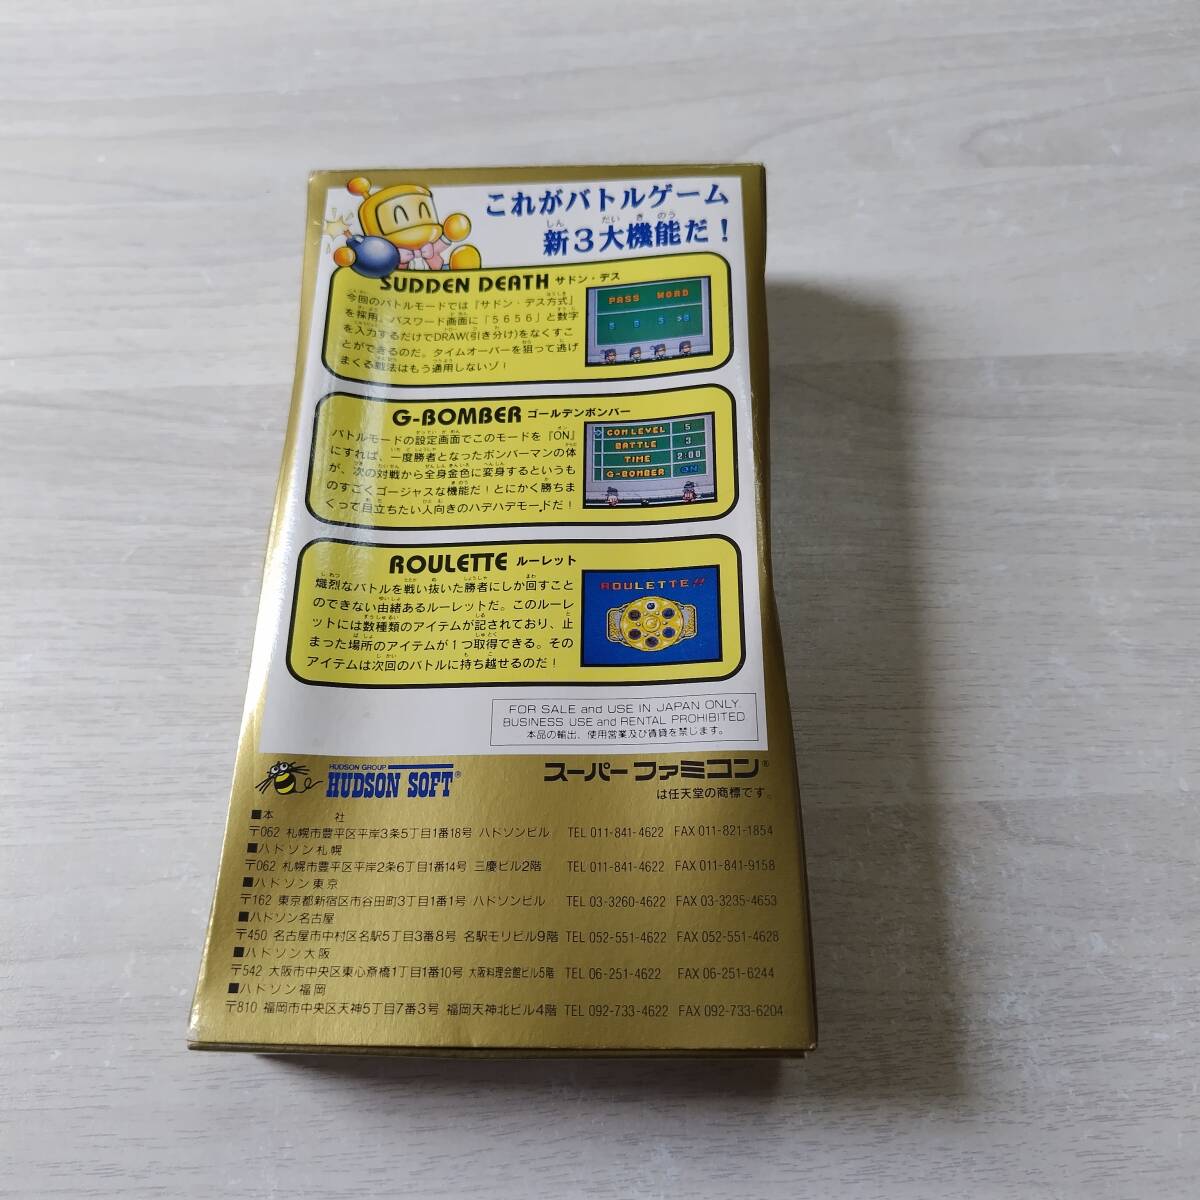 これがバトルゲーム
新3大機能だ!
SUDDEN DEATH サドン・デス
今回のバトルモードでは『サドン・デス方式』
を採用。パスワード画面に「5656」と数字
を入力するだけでDRAW(引き分け)をなくすこ
とができるのだ。タイムオーバーを狙って逃げ
まくる戦法はもう通用しないゾ!
PASS WORD
5 6 5 6
G-BOMBER ゴールデンボンバー
バトルモードの設定画面でこのモードを『ON』
にすれば、一度勝者となったボンバーマンの体
が、次の対戦から全身金色に変身するというも
のすごくゴージャスな機能だ!とにかく勝ちま
くって目立ちたい人向きのハデハデモードだ!
COM LEVEL 5
BATTLE 3
TIME 2:00
G-BOMBER ON
ROULETTE ルーレット
熾烈なバトルを戦い抜いた勝者にしか回すこと
のできない由緒あるルーレットだ。このルーレ
ットには数種類のアイテムが記されており、止
まった場所のアイテムが1つ取得できる。その
アイテムは次回のバトルに持ち越せるのだ!
ROULETTE!!
FOR SALE and USE IN JAPAN ONLY
BUSINESS USE and RENTAL PROHIBITED
本品の輸出、使用営業及び賃貸を禁じます。
HUDSON GROUP
HUDSON SOFT®
スーパーファミコン®
は任天堂の商標です。
■本 社
〒062 札幌市豊平区平岸3条5丁目1番18号 ハドソンビル TEL 011-841-4622 FAX 011-821-1854
■ハドソン札幌
〒062 札幌市豊平区平岸2条6丁目1番14号 三慶ビル2階 TEL 011-841-4622 FAX 011-841-9158
■ハドソン東京
〒162 東京都新宿区市谷田町3丁目1番1号 ハドソンビル TEL 03-3260-4622 FAX 03-3235-4653
■ハドソン名古屋
〒450 名古屋市中村区名駅5丁目3番8号 名駅モリビル9階 TEL 052-551-4622 FAX 052-551-4628
■ハドソン大阪
〒542 大阪市中央区東心斎橋1丁目1番10号 大阪料理会館ビル5階 TEL 06-251-4622 FAX 06-251-6244
■ハドソン福岡
〒810 福岡市中央区天神5丁目7番3号 福岡天神北ビル4階 TEL 092-733-4622 FAX 092-733-6204